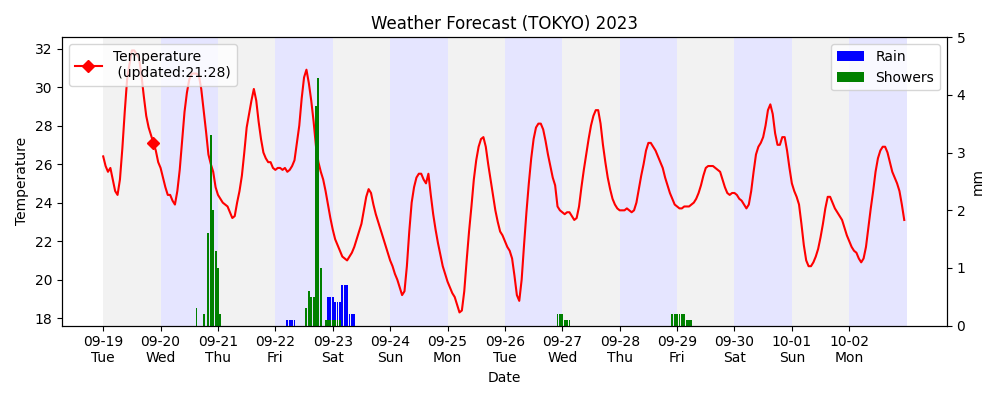 Weather Forecast (TOKYO) 2023
Temperature
(updated:21:28)
Rain
Showers
32
30
28
26
24
22
20
18
Temperature
5
4
3
2
1
0
mm
09-19 09-20 09-21 09-22 09-23 09-24 09-25 09-26 09-27 09-28 09-29 09-30 10-01 10-02
Tue Wed Thu Fri Sat Sun Mon Tue Wed Thu Fri Sat Sun Mon
Date